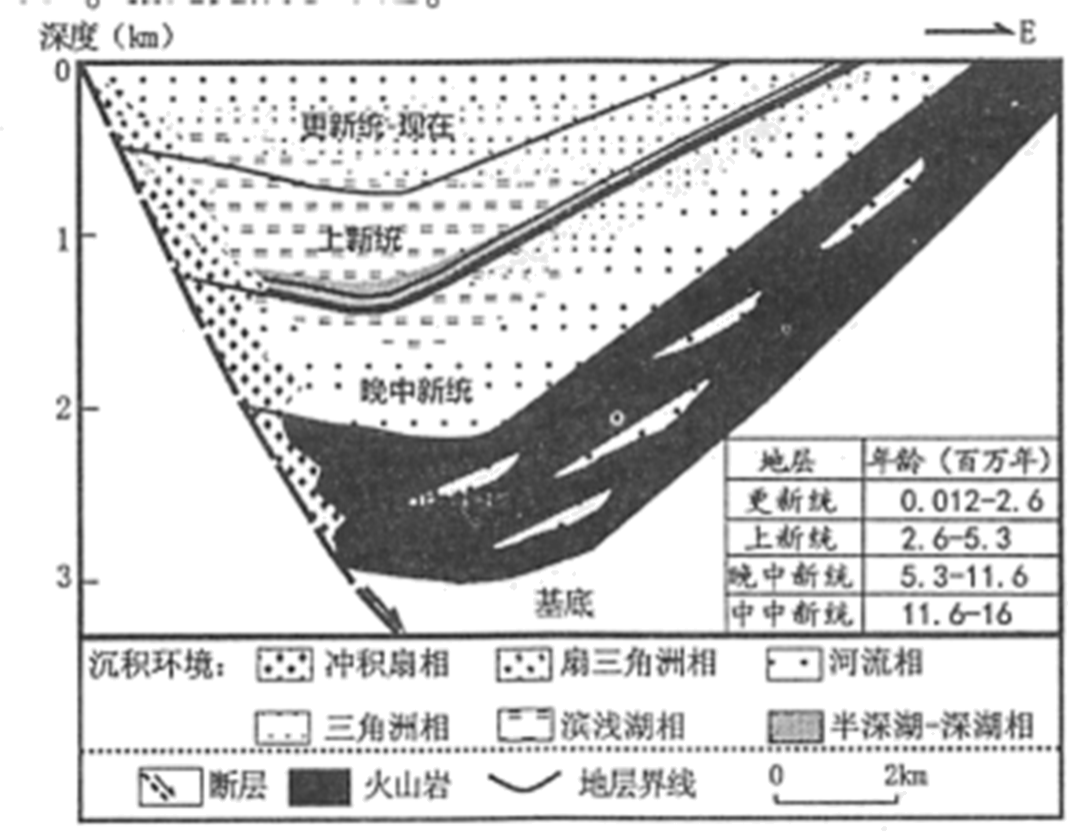 深度（km）
E
0
更新统-现在
上新统
1
晚中新统
2
地层 年龄（百万年）
更新统 0.012-2.6
上新统 2.6-5.3
晚中新统 5.3-11.6
中中新统 11.6-16
3
基底
沉积环境： 冲积扇相 扇三角洲相 河流相
三角洲相 滨浅湖相 半深湖-深湖相
断层 火山岩 地层界线 0 2km